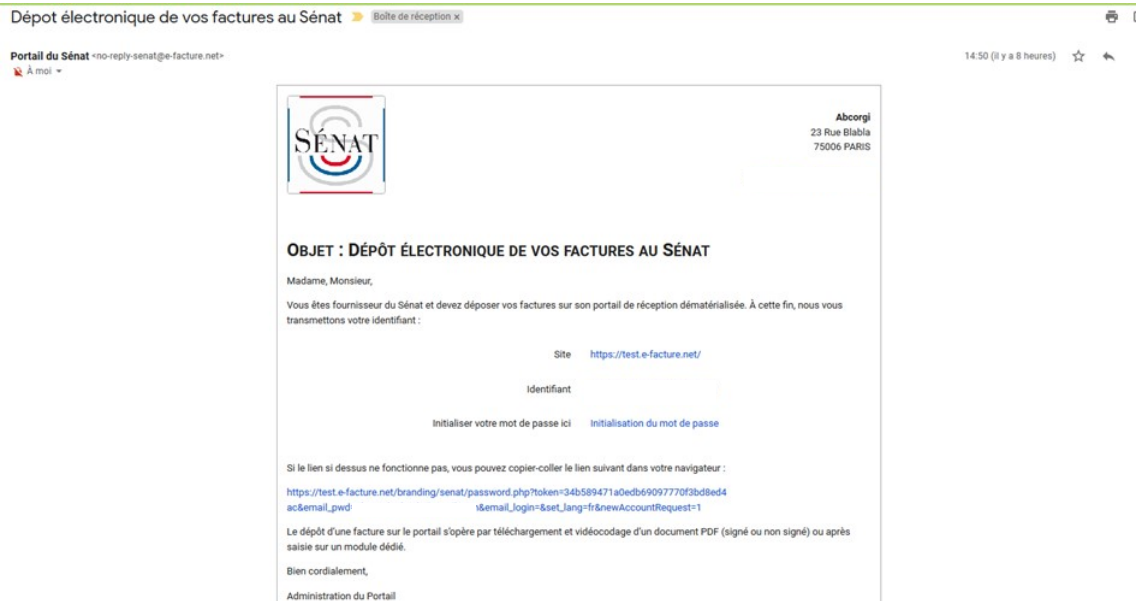 Dépot électronique de vos factures au Sénat Boîte de réception ×
Portail du Sénat <no-reply-senat@e-facture.net>
14:50 (il y a 8 heures)
À moi
SÉNAT
Abcorgi
23 Rue Blabla
75006 PARIS
OBJET : DÉPÔT ÉLECTRONIQUE DE VOS FACTURES AU SÉNAT
Madame, Monsieur,
Vous êtes fournisseur du Sénat et devez déposer vos factures sur son portail de réception dématérialisée. À cette fin, nous vous
transmettons votre identifiant :
Site https://test.e-facture.net/
Identifiant
Initialiser votre mot de passe ici Initialisation du mot de passe
Si le lien si dessus ne fonctionne pas, vous pouvez copier-coller le lien suivant dans votre navigateur :
https://test.e-facture.net/branding/senat/password.php?token=34b589471a0edb69097770f3bd8ed4
ac&email_pwd &email_login=&set_lang=fr&newAccountRequest=1
Le dépôt d'une facture sur le portail s'opère par téléchargement et vidéocodage d'un document PDF (signé ou non signé) ou après
saisie sur un module dédié.
Bien cordialement,
Administration du Portail